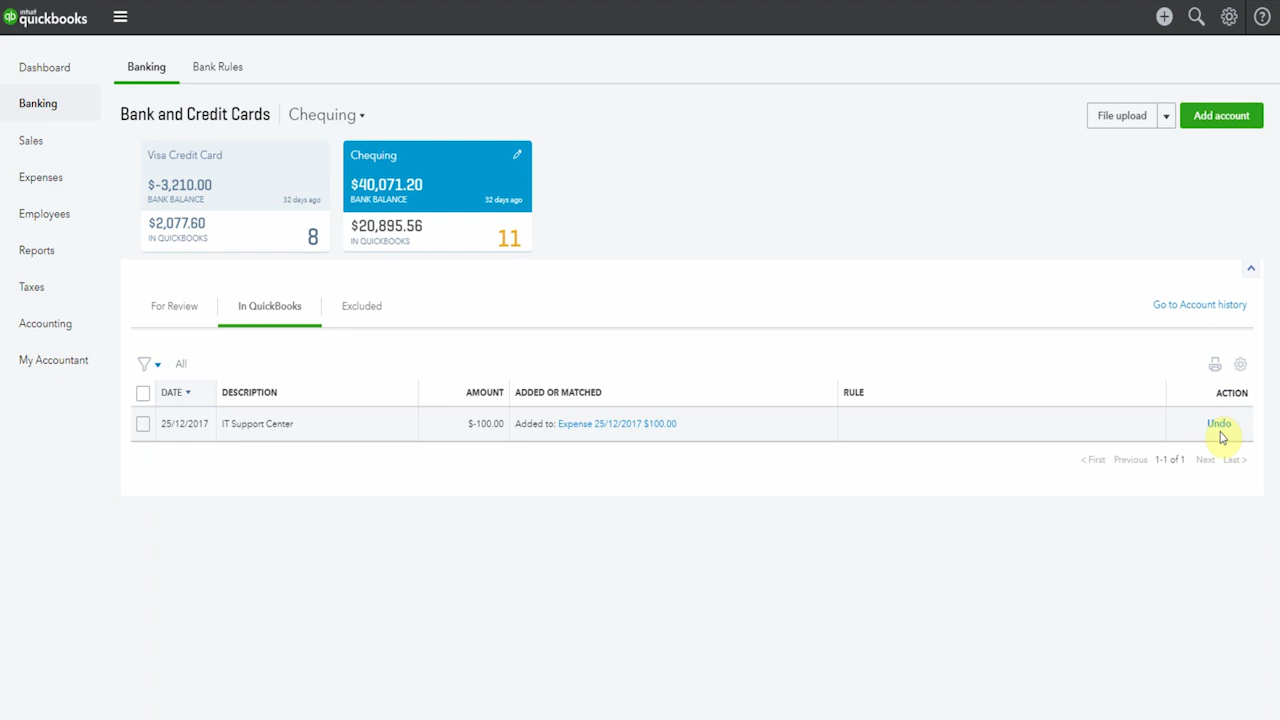 intuit
qb quickbooks
Dashboard
Banking
Sales
Expenses
Employees
Reports
Taxes
Accounting
My Accountant
Banking Bank Rules
Bank and Credit Cards Chequing
File upload Add account
Visa Credit Card
$-3,210.00
BANK BALANCE 32 days ago
$2,077.60
IN QUICKBOOKS 8
Chequing
$40,071.20
BANK BALANCE 32 days ago
$20,895.56
IN QUICKBOOKS 11
For Review In QuickBooks Excluded Go to Account history
All
DATE DESCRIPTION AMOUNT ADDED OR MATCHED RULE ACTION
25/12/2017 IT Support Center $-100.00 Added to: Expense 25/12/2017 $100.00 Undo
< First Previous 1-1 of 1 Next Last >